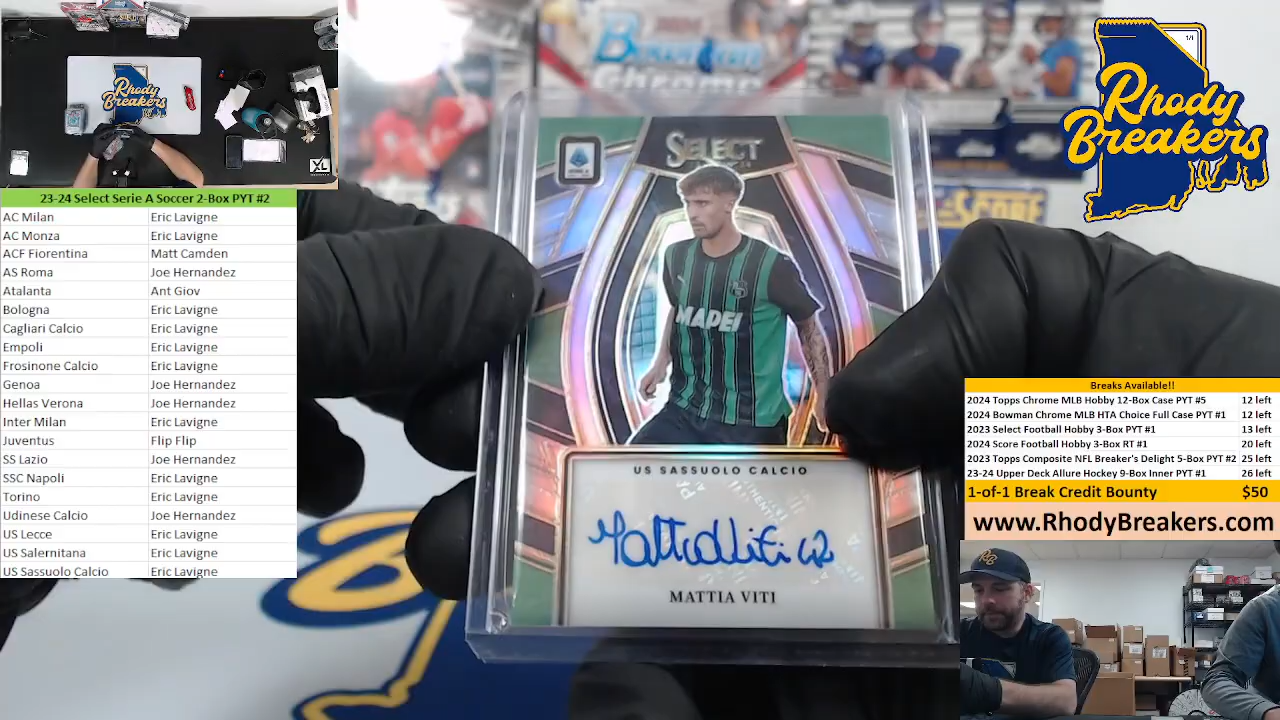 Rhody
Breakers
XL
23-24 Select Serie A Soccer 2-Box PYT #2
AC Milan Eric Lavigne
AC Monza Eric Lavigne
ACF Fiorentina Matt Camden
AS Roma Joe Hernandez
Atalanta Ant Giov
Bologna Eric Lavigne
Cagliari Calcio Eric Lavigne
Empoli Eric Lavigne
Frosinone Calcio Eric Lavigne
Genoa Joe Hernandez
Hellas Verona Joe Hernandez
Inter Milan Eric Lavigne
Juventus Flip Flip
SS Lazio Joe Hernandez
SSC Napoli Eric Lavigne
Torino Eric Lavigne
Udinese Calcio Joe Hernandez
US Lecce Eric Lavigne
US Salernitana Eric Lavigne
US Sassuolo Calcio Eric Lavigne
Bowman
Chrome
SCORE
SELECT
MAPEI
US SASSUOLO CALCIO
MATTIA VITI
1/1
Rhody
Breakers
Breaks Available!!
2024 Topps Chrome MLB Hobby 12-Box Case PYT #5 12 left
2024 Bowman Chrome MLB HTA Choice Full Case PYT #1 12 left
2023 Select Football Hobby 3-Box PYT #1 13 left
2024 Score Football Hobby 3-Box RT #1 20 left
2023 Topps Composite NFL Breaker's Delight 5-Box PYT #2 25 left
23-24 Upper Deck Allure Hockey 9-Box Inner PYT #1 26 left
1-of-1 Break Credit Bounty $50
www.RhodyBreakers.com
RB